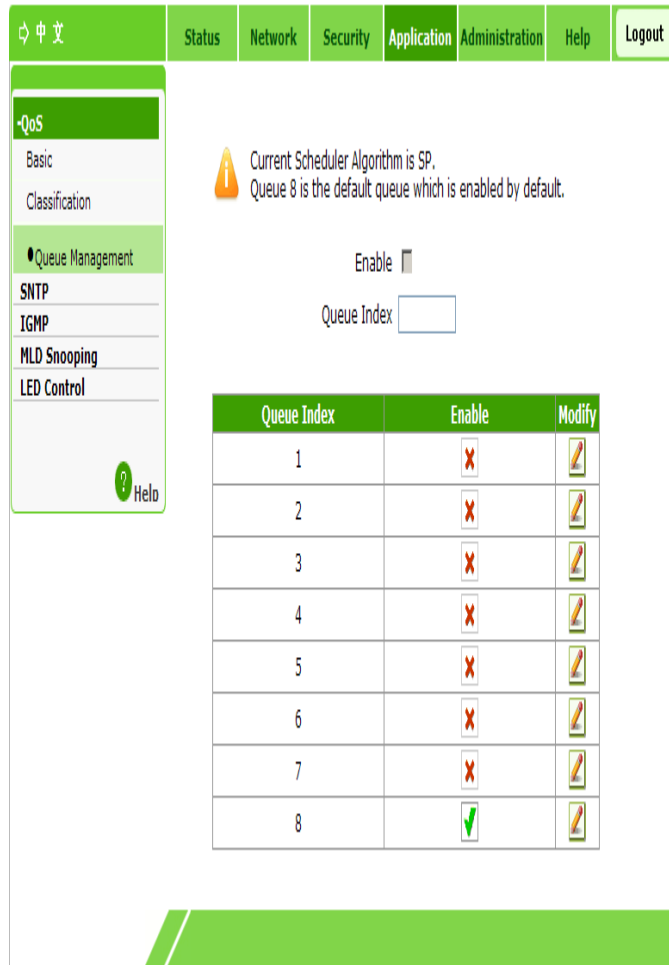 中文
Status Network Security Application Administration Help Logout
-QoS
Basic
Classification
Queue Management
SNTP
IGMP
MLD Snooping
LED Control
? Help
i
Current Scheduler Algorithm is SP.
Queue 8 is the default queue which is enabled by default.
Enable
Queue Index
Queue Index Enable Modify
1
2
3
4
5
6
7
8